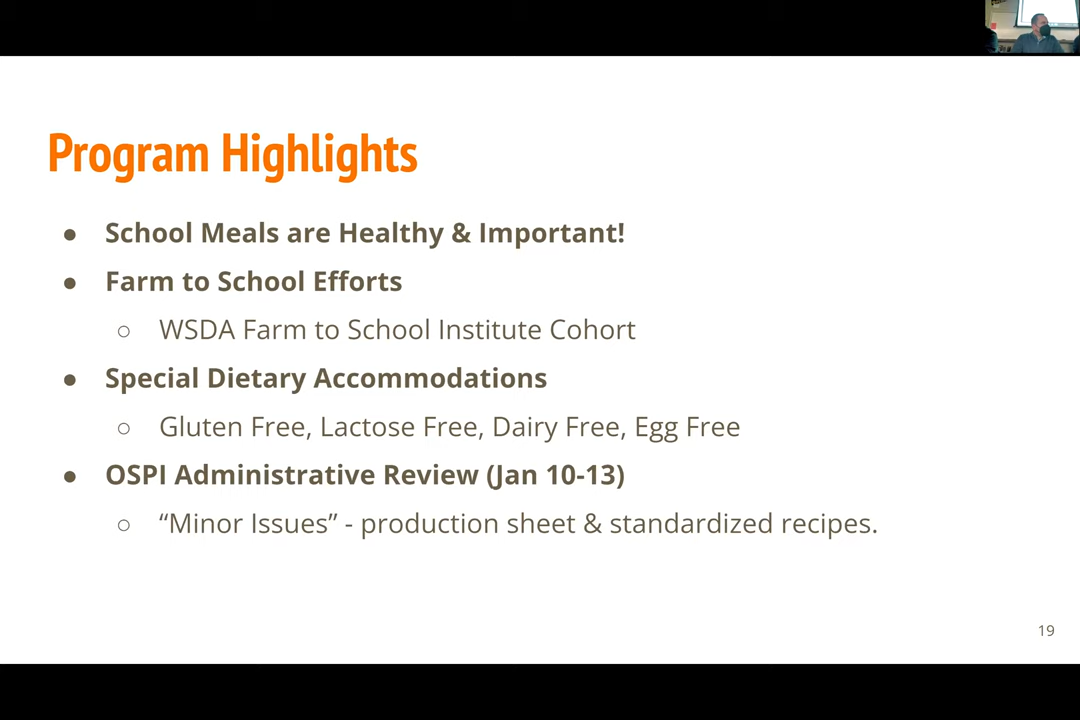 Program Highlights
● School Meals are Healthy & Important!
● Farm to School Efforts
○ WSDA Farm to School Institute Cohort
● Special Dietary Accommodations
○ Gluten Free, Lactose Free, Dairy Free, Egg Free
● OSPI Administrative Review (Jan 10-13)
○ “Minor Issues” - production sheet & standardized recipes.
19